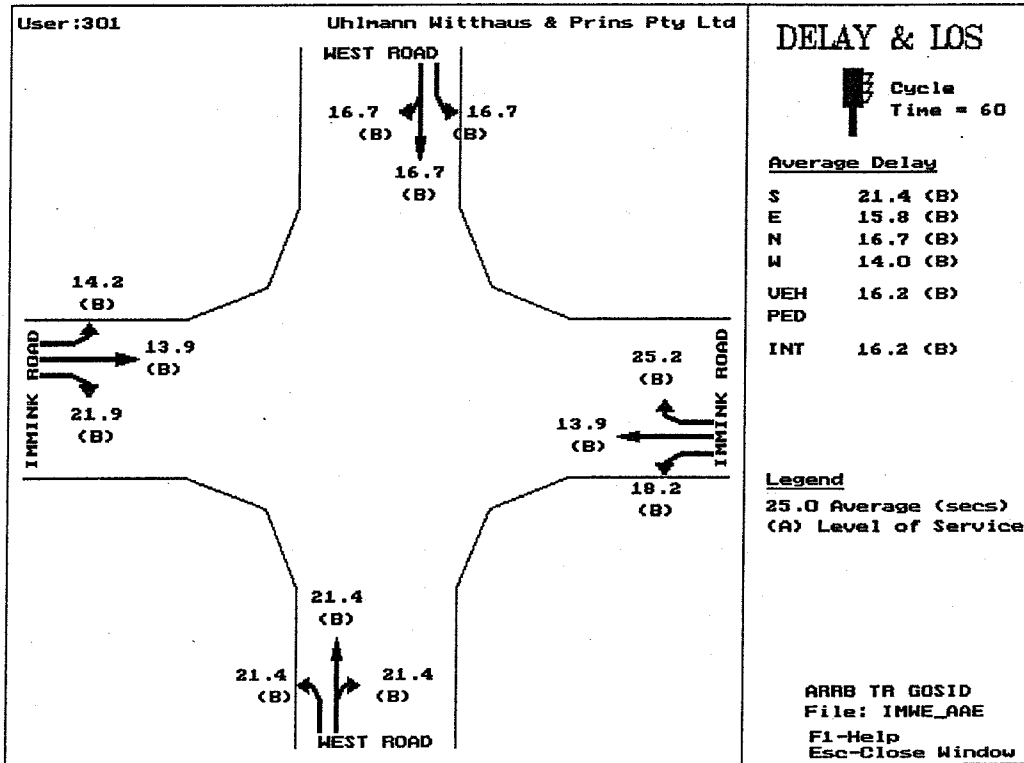 User:301
Uhlmann Witthaus & Prins Pty Ltd
WEST ROAD
16.7
(B)
16.7
(B)
16.7
(B)
14.2
(B)
13.9
(B)
21.9
(B)
IMMINK ROAD
25.2
(B)
13.9
(B)
18.2
(B)
IMMINK ROAD
21.4
(B)
21.4
(B)
21.4
(B)
WEST ROAD
DELAY & LOS
Cycle
Time = 60
Average Delay
S 21.4 (B)
E 15.8 (B)
N 16.7 (B)
W 14.0 (B)
VEH 16.2 (B)
PED
INT 16.2 (B)
Legend
25.0 Average (secs)
(A) Level of Service
ARRB TR GOSID
File: IMWE_AAE
F1-Help
Esc-Close Window